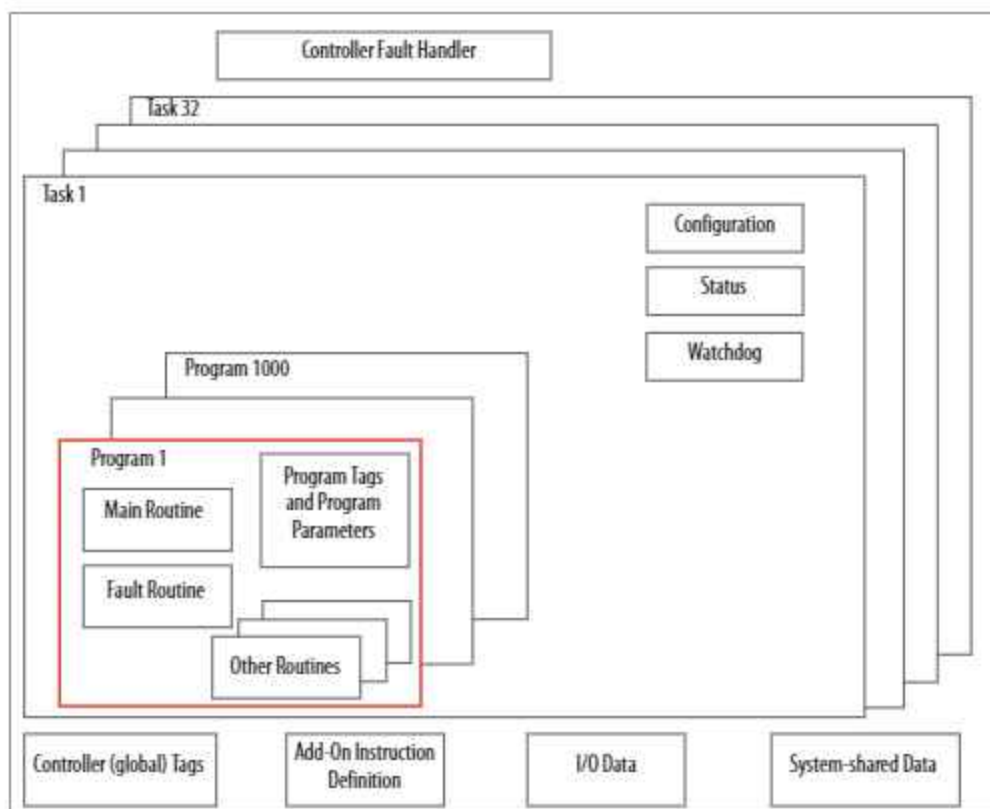 Controller Fault Handler
Task 32
Task 1
Configuration
Status
Watchdog
Program 1000
Program 1
Program Tags
and Program
Parameters
Main Routine
Fault Routine
Other Routines
Controller (global) Tags
Add-On Instruction
Definition
I/O Data
System-shared Data